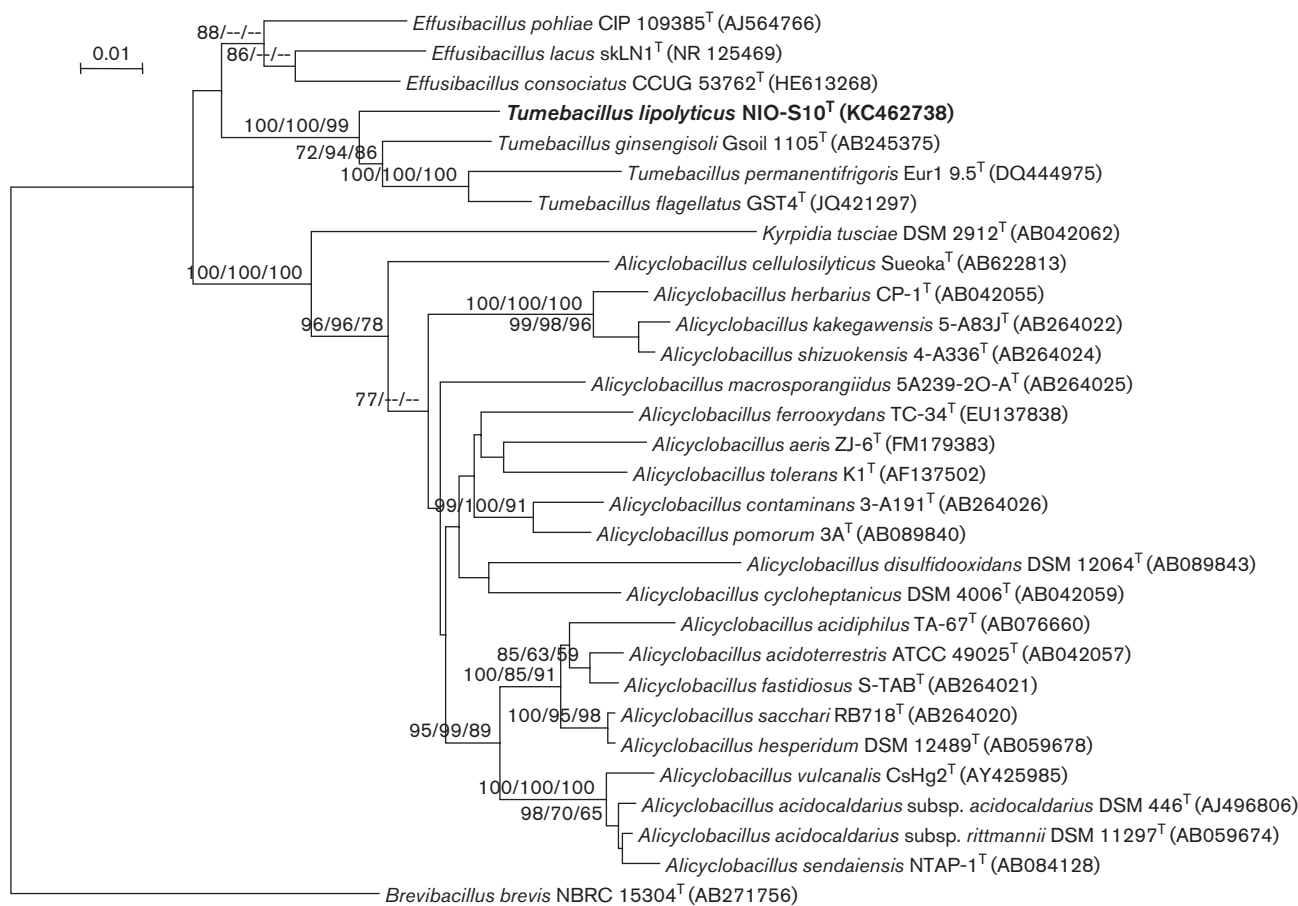 Effusibacillus pohliae CIP 109385T (AJ564766)
88/--/--
0.01
86/--/--
Effusibacillus lacus skLN1T (NR 125469)
Effusibacillus consociatus CCUG 53762T (HE613268)
Tumebacillus lipolyticus NIO-S10T (KC462738)
100/100/99
Tumebacillus ginsengisoli Gsoil 1105T (AB245375)
72/94/86
100/100/100
Tumebacillus permanentifrigoris Eur1 9.5T (DQ444975)
Tumebacillus flagellatus GST4T (JQ421297)
Kyrpidia tusciae DSM 2912T (AB042062)
100/100/100
Alicyclobacillus cellulosilyticus SueokaT (AB622813)
Alicyclobacillus herbarius CP-1T (AB042055)
100/100/100
96/96/78
99/98/96
Alicyclobacillus kakegawensis 5-A83JT (AB264022)
Alicyclobacillus shizuokensis 4-A336T (AB264024)
Alicyclobacillus macrosporangiidus 5A239-2O-AT (AB264025)
77/--/--
Alicyclobacillus ferrooxydans TC-34T (EU137838)
Alicyclobacillus aeris ZJ-6T (FM179383)
Alicyclobacillus tolerans K1T (AF137502)
99/100/91
Alicyclobacillus contaminans 3-A191T (AB264026)
Alicyclobacillus pomorum 3AT (AB089840)
Alicyclobacillus disulfidooxidans DSM 12064T (AB089843)
Alicyclobacillus cycloheptanicus DSM 4006T (AB042059)
Alicyclobacillus acidiphilus TA-67T (AB076660)
85/63/59
Alicyclobacillus acidoterrestris ATCC 49025T (AB042057)
100/85/91
Alicyclobacillus fastidiosus S-TABT (AB264021)
100/95/98
Alicyclobacillus sacchari RB718T (AB264020)
95/99/89
Alicyclobacillus hesperidum DSM 12489T (AB059678)
Alicyclobacillus vulcanalis CsHg2T (AY425985)
100/100/100
Alicyclobacillus acidocaldarius subsp. acidocaldarius DSM 446T (AJ496806)
98/70/65
Alicyclobacillus acidocaldarius subsp. rittmannii DSM 11297T (AB059674)
Alicyclobacillus sendaiensis NTAP-1T (AB084128)
Brevibacillus brevis NBRC 15304T (AB271756)